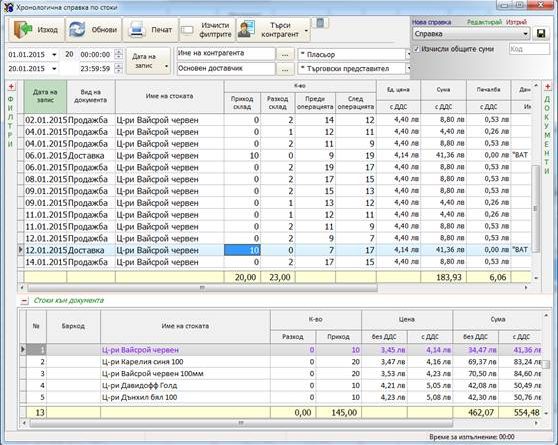 Хронологична справка по стоки
Изход Обнови Печат Изчисти филтрите Търси контрагент
Нова справка Редактирай Изтрий
Справка
Изчисли общите суми Код
01.01.2015 20 00:00:00 Дата на запис Име на контрагента ... * Пласьор
20.01.2015 23:59:59 Основен доставчик ... * Търговски представител
ФИЛТРИ
ДОКУМЕНТИ
Дата на запис Вид на документа Име на стоката К-во Ед. цена Сума Печалба Дан
Приход склад Разход склад Преди операцията След операцията с ДДС с ДДС с ДДС
02.01.2015 Продажба Ц-ри Вайсрой червен 0 2 14 12 4,40 лв 8,80 лв 0,53 лв
04.01.2015 Продажба Ц-ри Вайсрой червен 0 1 12 11 4,40 лв 4,40 лв 0,27 лв
04.01.2015 Продажба Ц-ри Вайсрой червен 0 2 11 9 4,40 лв 8,80 лв 0,53 лв
06.01.2015 Доставка Ц-ри Вайсрой червен 10 0 9 19 4,14 лв 41,36 лв 0,00 лв "ВАТ
06.01.2015 Продажба Ц-ри Вайсрой червен 0 2 19 17 4,40 лв 8,80 лв 0,53 лв
08.01.2015 Продажба Ц-ри Вайсрой червен 0 2 17 15 4,40 лв 8,80 лв 0,53 лв
09.01.2015 Продажба Ц-ри Вайсрой червен 0 2 15 13 4,40 лв 8,80 лв 0,53 лв
09.01.2015 Продажба Ц-ри Вайсрой червен 0 1 13 12 4,40 лв 4,40 лв 0,27 лв
11.01.2015 Продажба Ц-ри Вайсрой червен 0 1 12 11 4,40 лв 4,40 лв 0,27 лв
11.01.2015 Продажба Ц-ри Вайсрой червен 0 2 11 9 4,40 лв 8,80 лв 0,53 лв
12.01.2015 Продажба Ц-ри Вайсрой червен 0 2 9 7 4,40 лв 8,80 лв 0,53 лв
12.01.2015 Доставка Ц-ри Вайсрой червен 10 0 7 17 4,14 лв 41,36 лв 0,00 лв "ВАТ
14.01.2015 Продажба Ц-ри Вайсрой червен 0 2 17 15 4,40 лв 8,80 лв 0,53 лв
20,00 23,00 183,93 6,06
Стоки към документа
№ Баркод Име на стоката К-во Цена Сума
Разход Приход без ДДС с ДДС без ДДС с ДДС
1 Ц-ри Вайсрой червен 0 10 3,45 лв 4,14 лв 34,47 лв 41,36 лв
2 Ц-ри Карелия синя 100 0 20 3,47 лв 4,16 лв 69,37 лв 83,24 лв
3 Ц-ри Вайсрой червен 100мм 0 20 3,53 лв 4,23 лв 70,50 лв 84,60 лв
4 Ц-ри Давидофф Голд 0 10 4,21 лв 5,05 лв 42,08 лв 50,49 лв
5 Ц-ри Дънхил бял 100 0 10 4,23 лв 5,08 лв 42,30 лв 50,76 лв
13 0,00 145,00 462,07 554,48
Време за изпълнение: 00:00